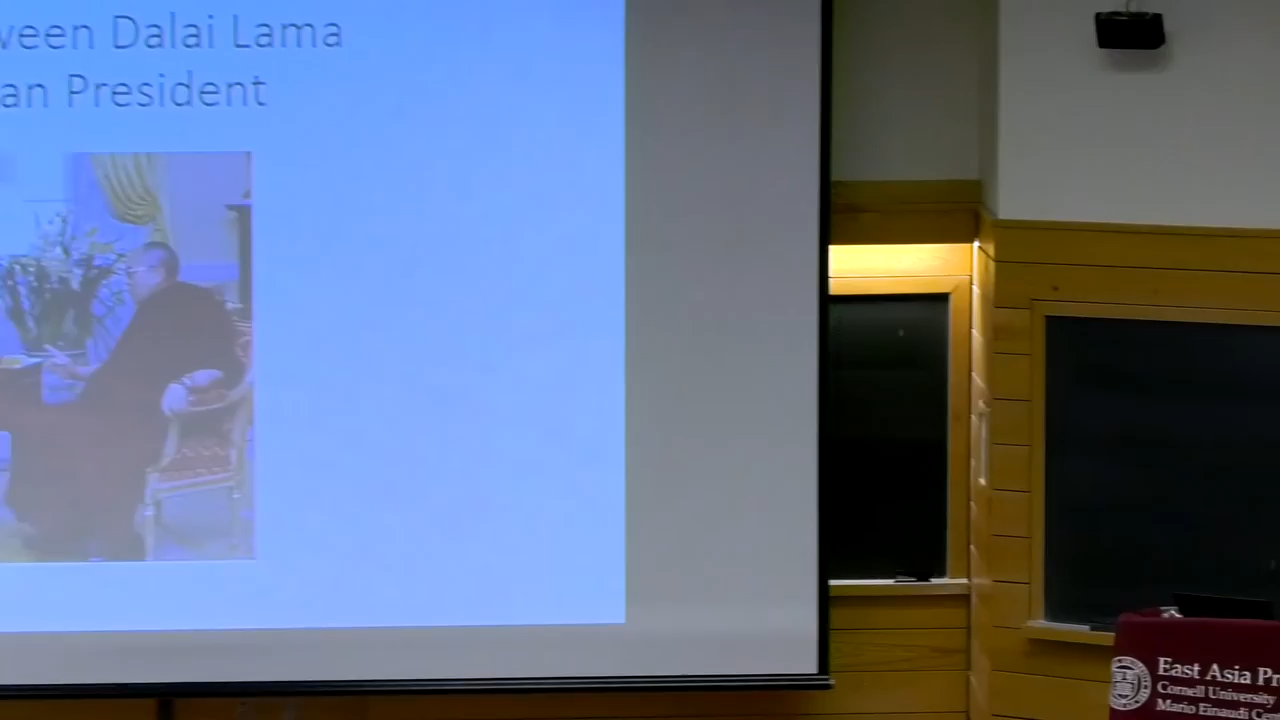 ween Dalai Lama
an President
East Asia Pr
Cornell University
Mario Einaudi Ce